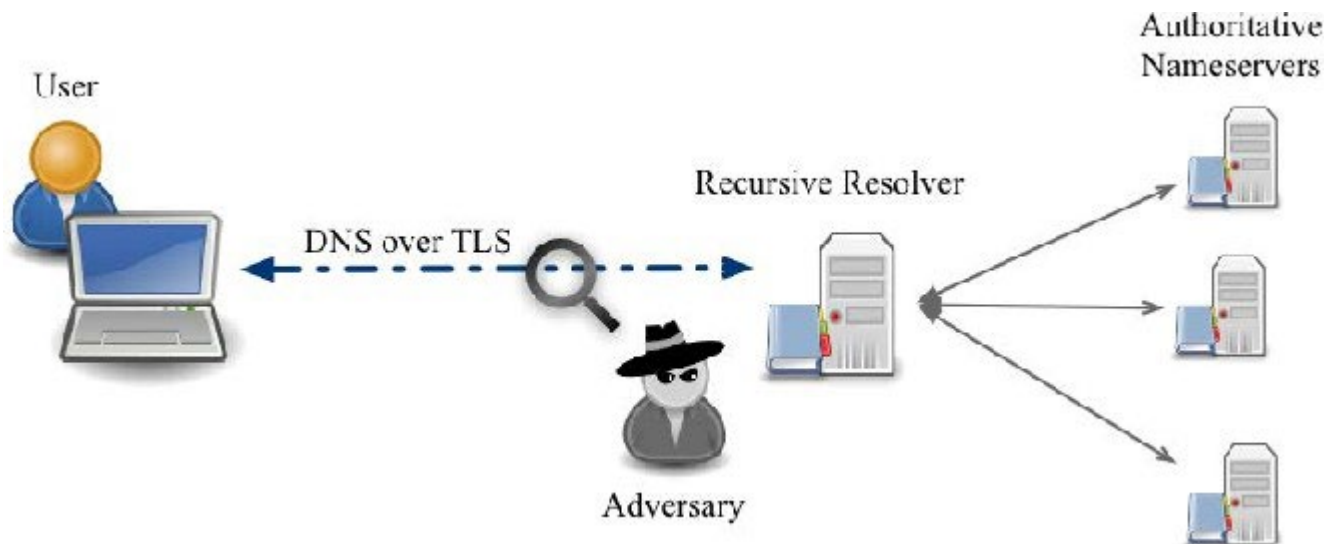 User
DNS over TLS
Adversary
Recursive Resolver
Authoritative
Nameservers